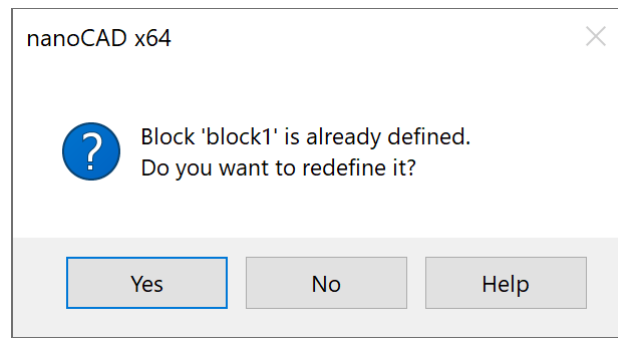 nanoCAD x64
?
Block 'block1' is already defined.
Do you want to redefine it?
Yes No Help